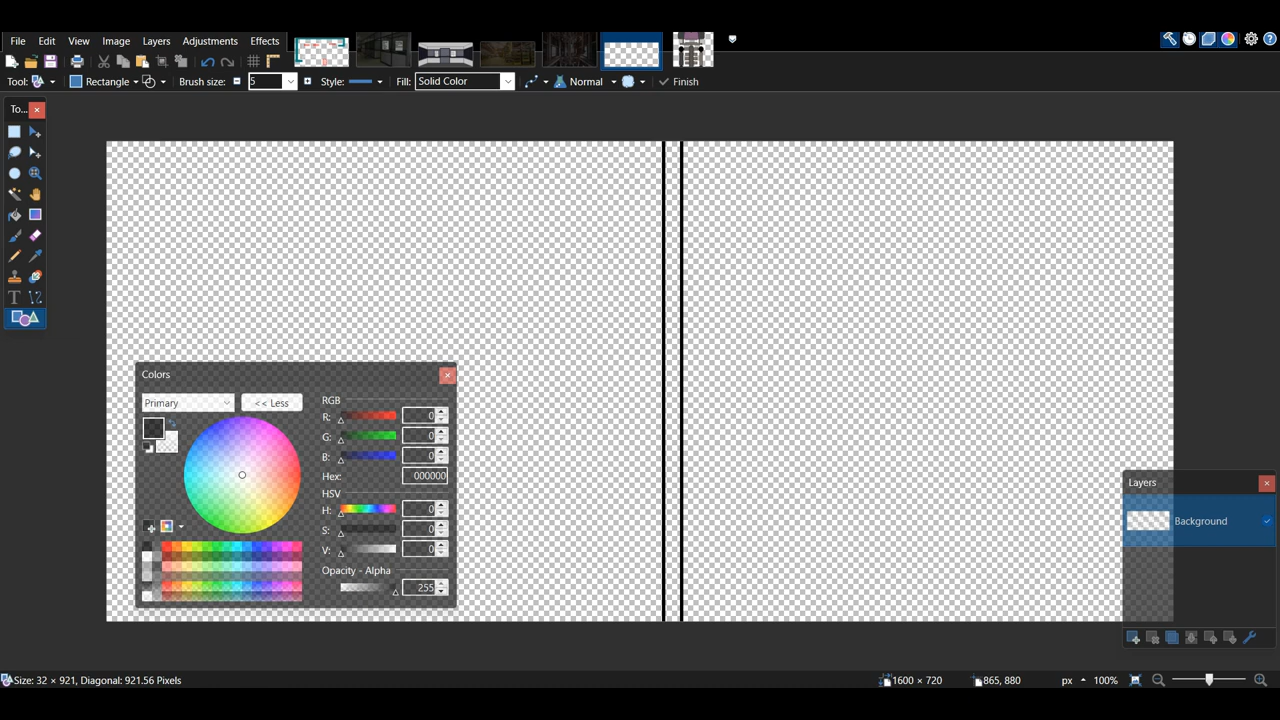 File Edit View Image Layers Adjustments Effects
Tool: Rectangle Brush size: 5 Style: Fill: Solid Color Normal Finish
To...
Colors
Primary << Less
RGB
R: 0
G: 0
B: 0
Hex: 000000
HSV
H: 0
S: 0
V: 0
Opacity - Alpha
255
Layers
Background
Size: 32 × 921, Diagonal: 921.56 Pixels 1600 × 720 865, 880 px 100%